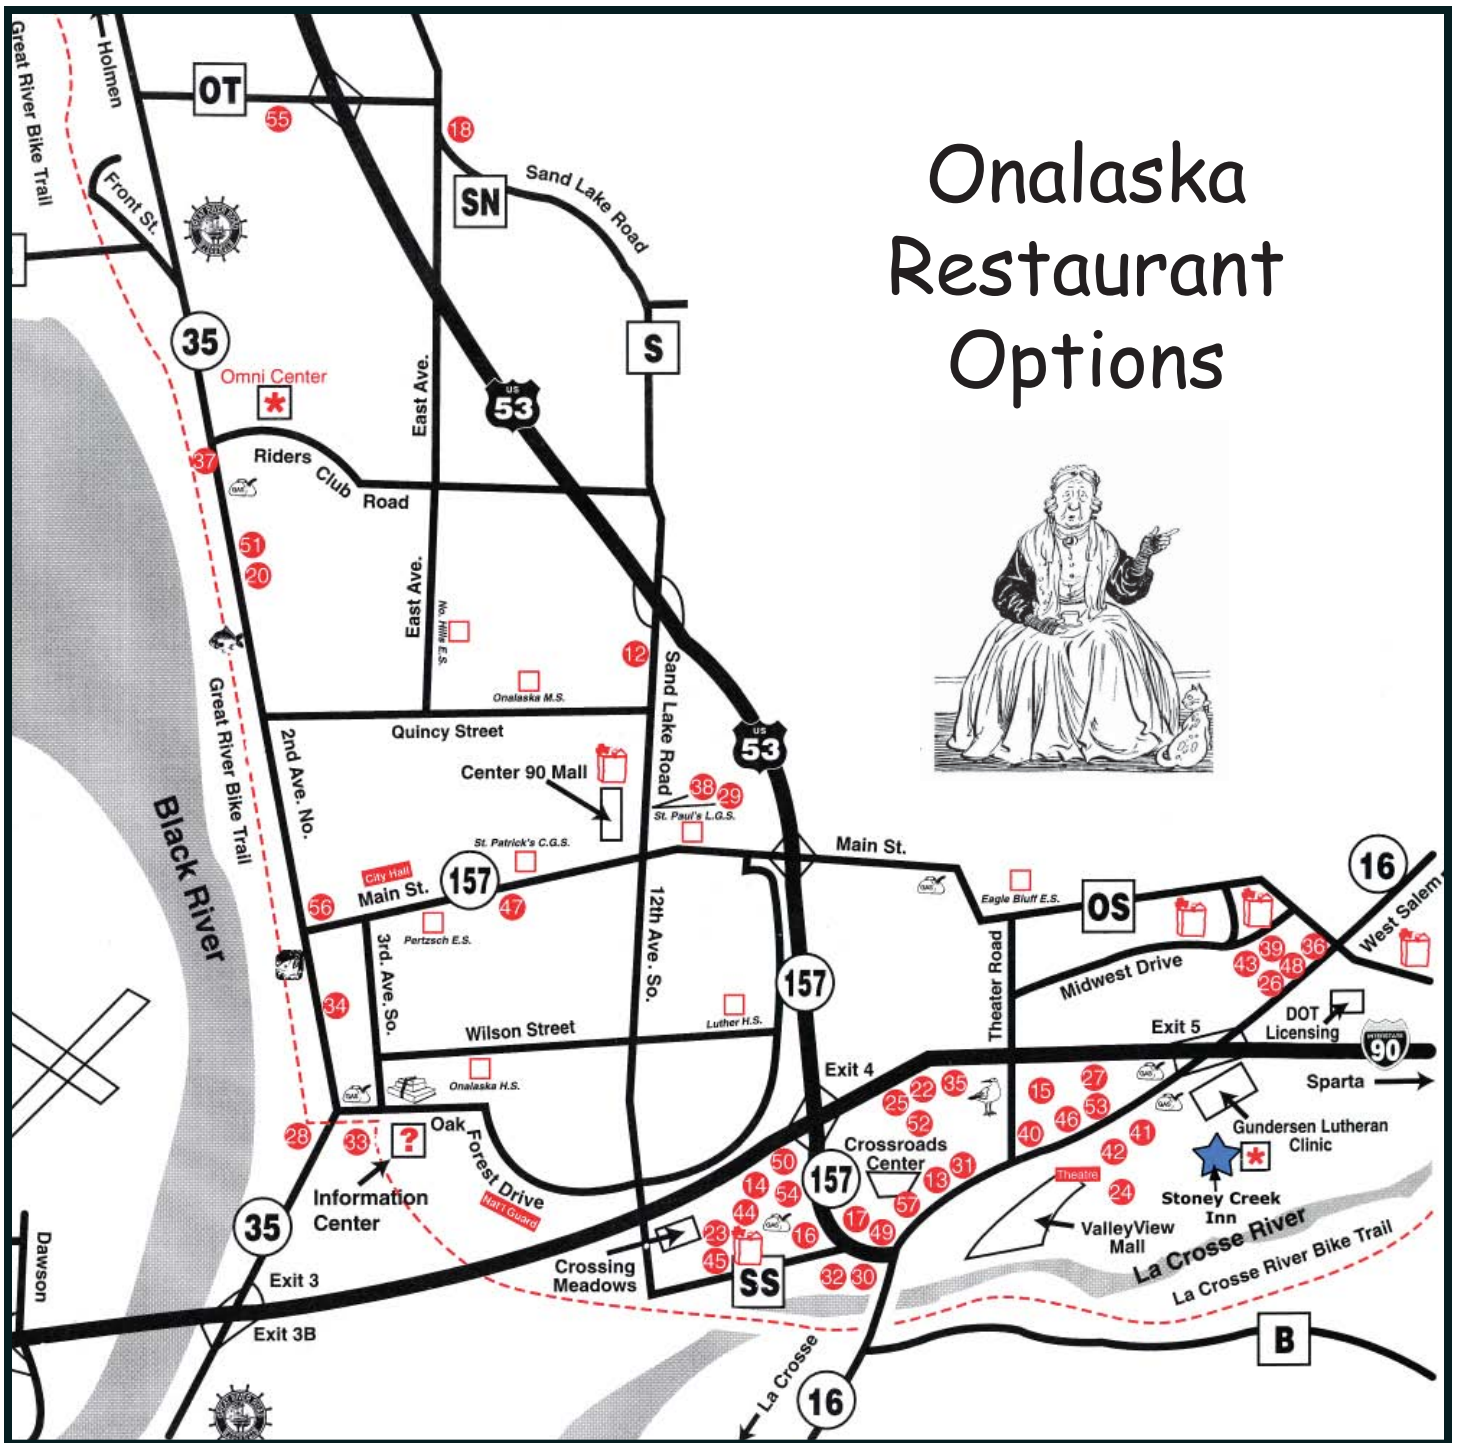 Onalaska
Restaurant
Options
Great River Bike Trail
Holmen
OT
55
18
SN
Sand Lake Road
Front St.
35
Omni Center
*
S
East Ave.
US
53
37
Riders
Club
Road
GAS
51
20
East Ave.
No. Hills E.S.
12
Onalaska M.S.
Sand Lake Road
Quincy Street
US
53
Great River Bike Trail
2nd Ave. No.
Center 90 Mall
38
29
St. Paul's L.G.S.
St. Patrick's C.G.S.
Black River
City Hall
Main St.
157
47
56
Pertzsch E.S.
Main St.
GAS
Eagle Bluff E.S.
OS
16
West Salem
3rd. Ave. So.
12th Ave. So.
157
Theater Road
Midwest Drive
39
36
43
48
26
34
Luther H.S.
Wilson Street
DOT
Licensing
Exit 5
INTERSTATE
90
Onalaska H.S.
GAS
Exit 4
Sparta
22
35
25
52
15
27
GAS
53
46
GAS
40
41
42
28
33
?
Oak
Forest Drive
Crossroads
Center
Gundersen Lutheran
Clinic
*
Stoney Creek
Inn
Information
Center
Nat'l Guard
50
14
54
157
31
13
57
Theatre
24
44
GAS
17
23
16
49
ValleyView
Mall
35
Crossing
Meadows
45
SS
32
30
La Crosse River
La Crosse River Bike Trail
Dawson
Exit 3
Exit 3B
B
La Crosse
16